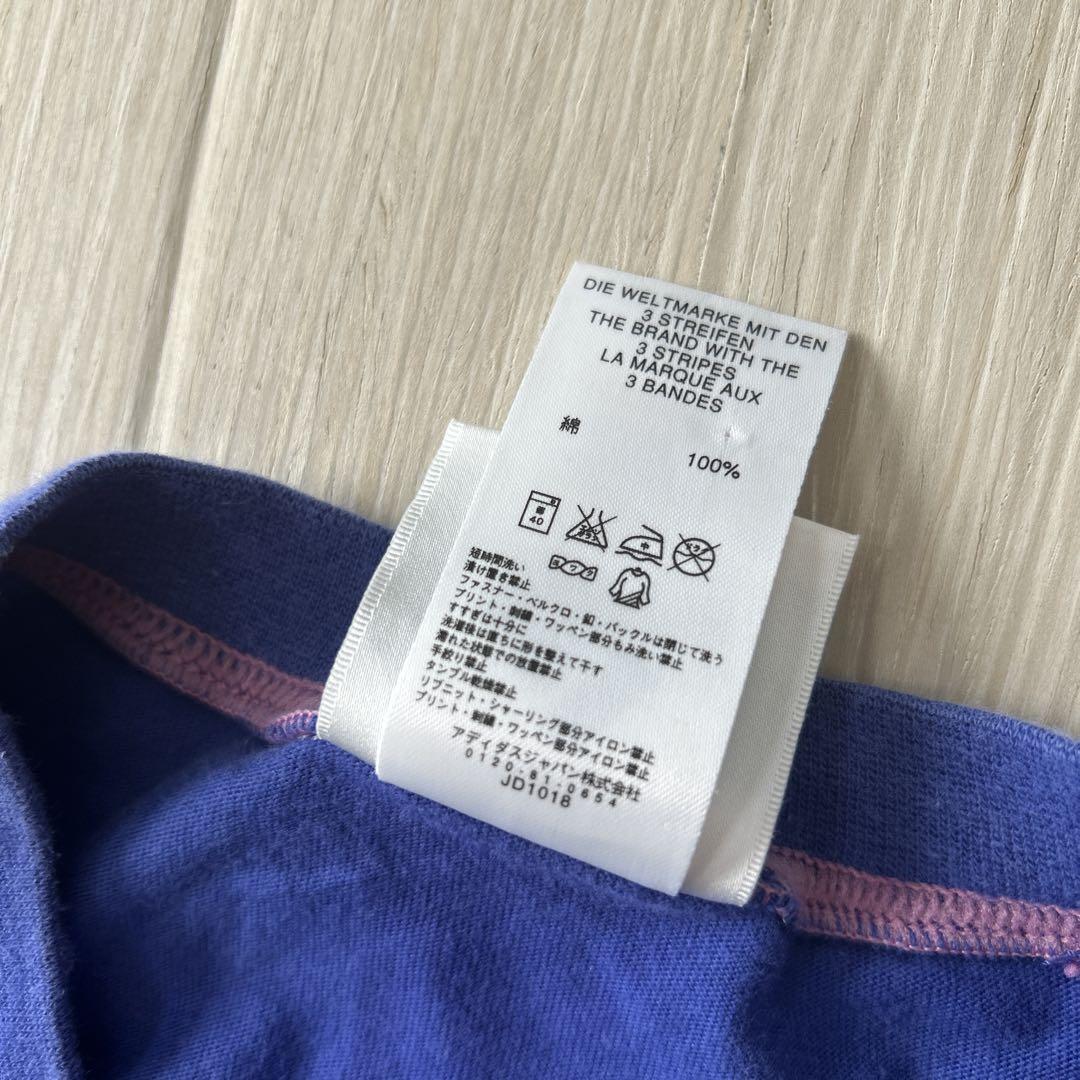 DIE WELTMARKE MIT DEN
3 STREIFEN
THE BRAND WITH THE
3 STRIPES
LA MARQUE AUX
3 BANDES
綿
100%
40
中
短時間洗い
漬け置き禁止
ファスナー・ベルクロ・釦・バックルは閉じて洗う
プリント・刺繍・ワッペン部分もみ洗い禁止
すすぎは十分に
洗濯後は直ちに形を整えて干す
濡れた状態での放置禁止
手絞り禁止
タンブル乾燥禁止
リブニット・シャーリング部分アイロン禁止
プリント・刺繍・ワッペン部分アイロン禁止
アディダスジャパン株式会社
0120-81-0654
JD1018